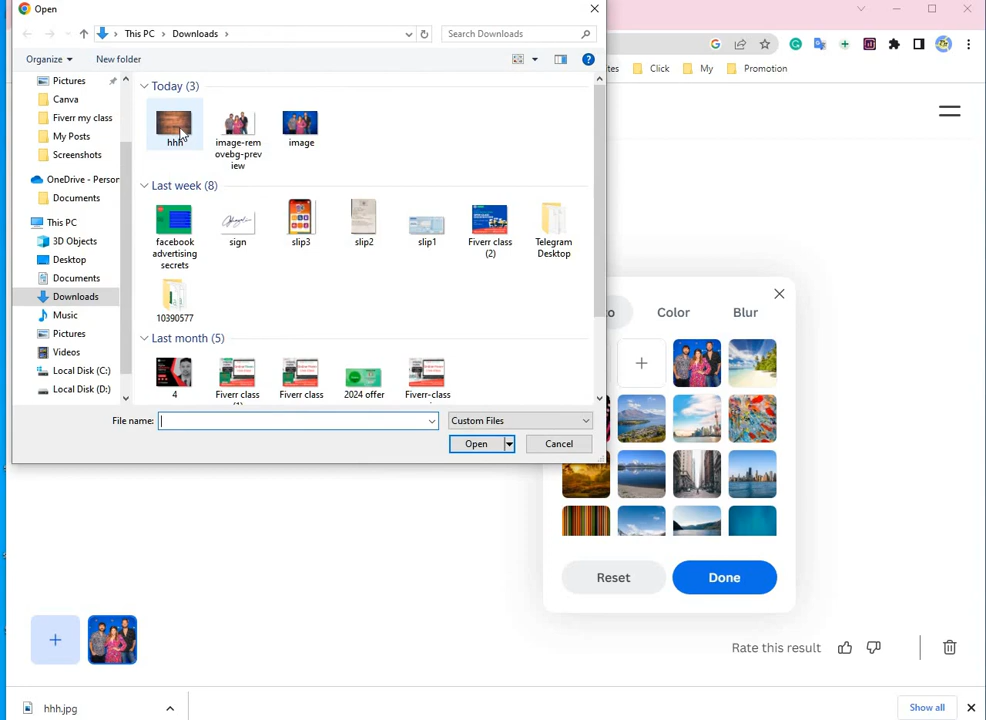 Open
This PC > Downloads >
Search Downloads
Organize
New folder
Pictures
Canva
Fiverr my class
My Posts
Screenshots
OneDrive - Person
Documents
This PC
3D Objects
Desktop
Documents
Downloads
Music
Pictures
Videos
Local Disk (C:)
Local Disk (D:)
Today (3)
hhh
image-rem
ovebg-prev
iew
image
Last week (8)
facebook
advertising
secrets
sign
slip3
slip2
slip1
Fiverr class
(2)
Telegram
Desktop
10390577
Last month (5)
4
Fiverr class
Fiverr class
2024 offer
Fiverr-class
File name:
Custom Files
Open
Cancel
Click
My
Promotion
Color
Blur
Reset
Done
Rate this result
hhh.jpg
Show all